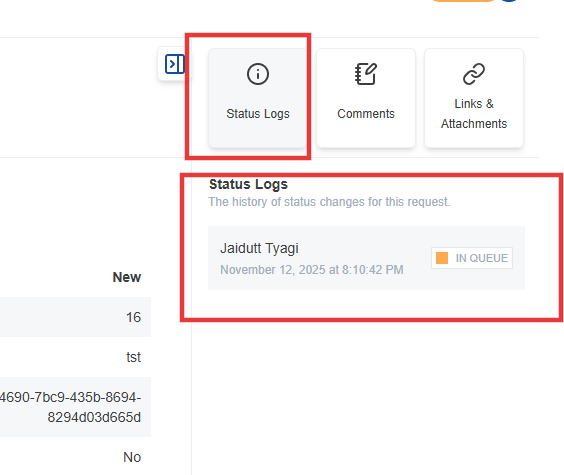 Status Logs
Comments
Links &
Attachments
Status Logs
The history of status changes for this request.
Jaidutt Tyagi
November 12, 2025 at 8:10:42 PM
IN QUEUE
New
16
tst
4690-7bc9-435b-8694-
8294d03d665d
No